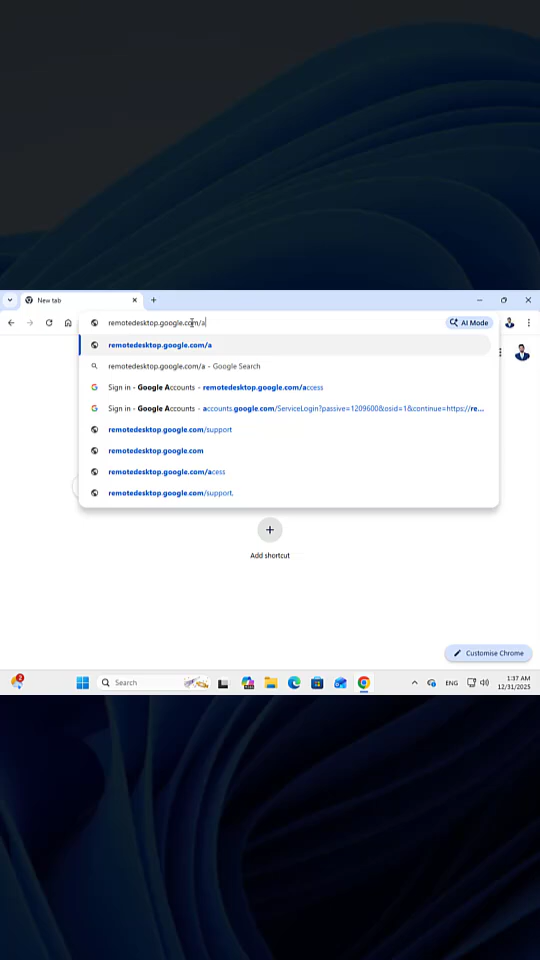 New tab
remotedesktop.google.com/a
AI Mode
remotedesktop.google.com/a
remotedesktop.google.com/a - Google Search
Sign in - Google Accounts - remotedesktop.google.com/access
Sign in - Google Accounts - accounts.google.com/ServiceLogin?passive=1209600&osid=1&continue=https://re...
remotedesktop.google.com/support
remotedesktop.google.com
remotedesktop.google.com/acess
remotedesktop.google.com/support.
Add shortcut
Customise Chrome
2
Search
ENG
1:37 AM
12/31/2025